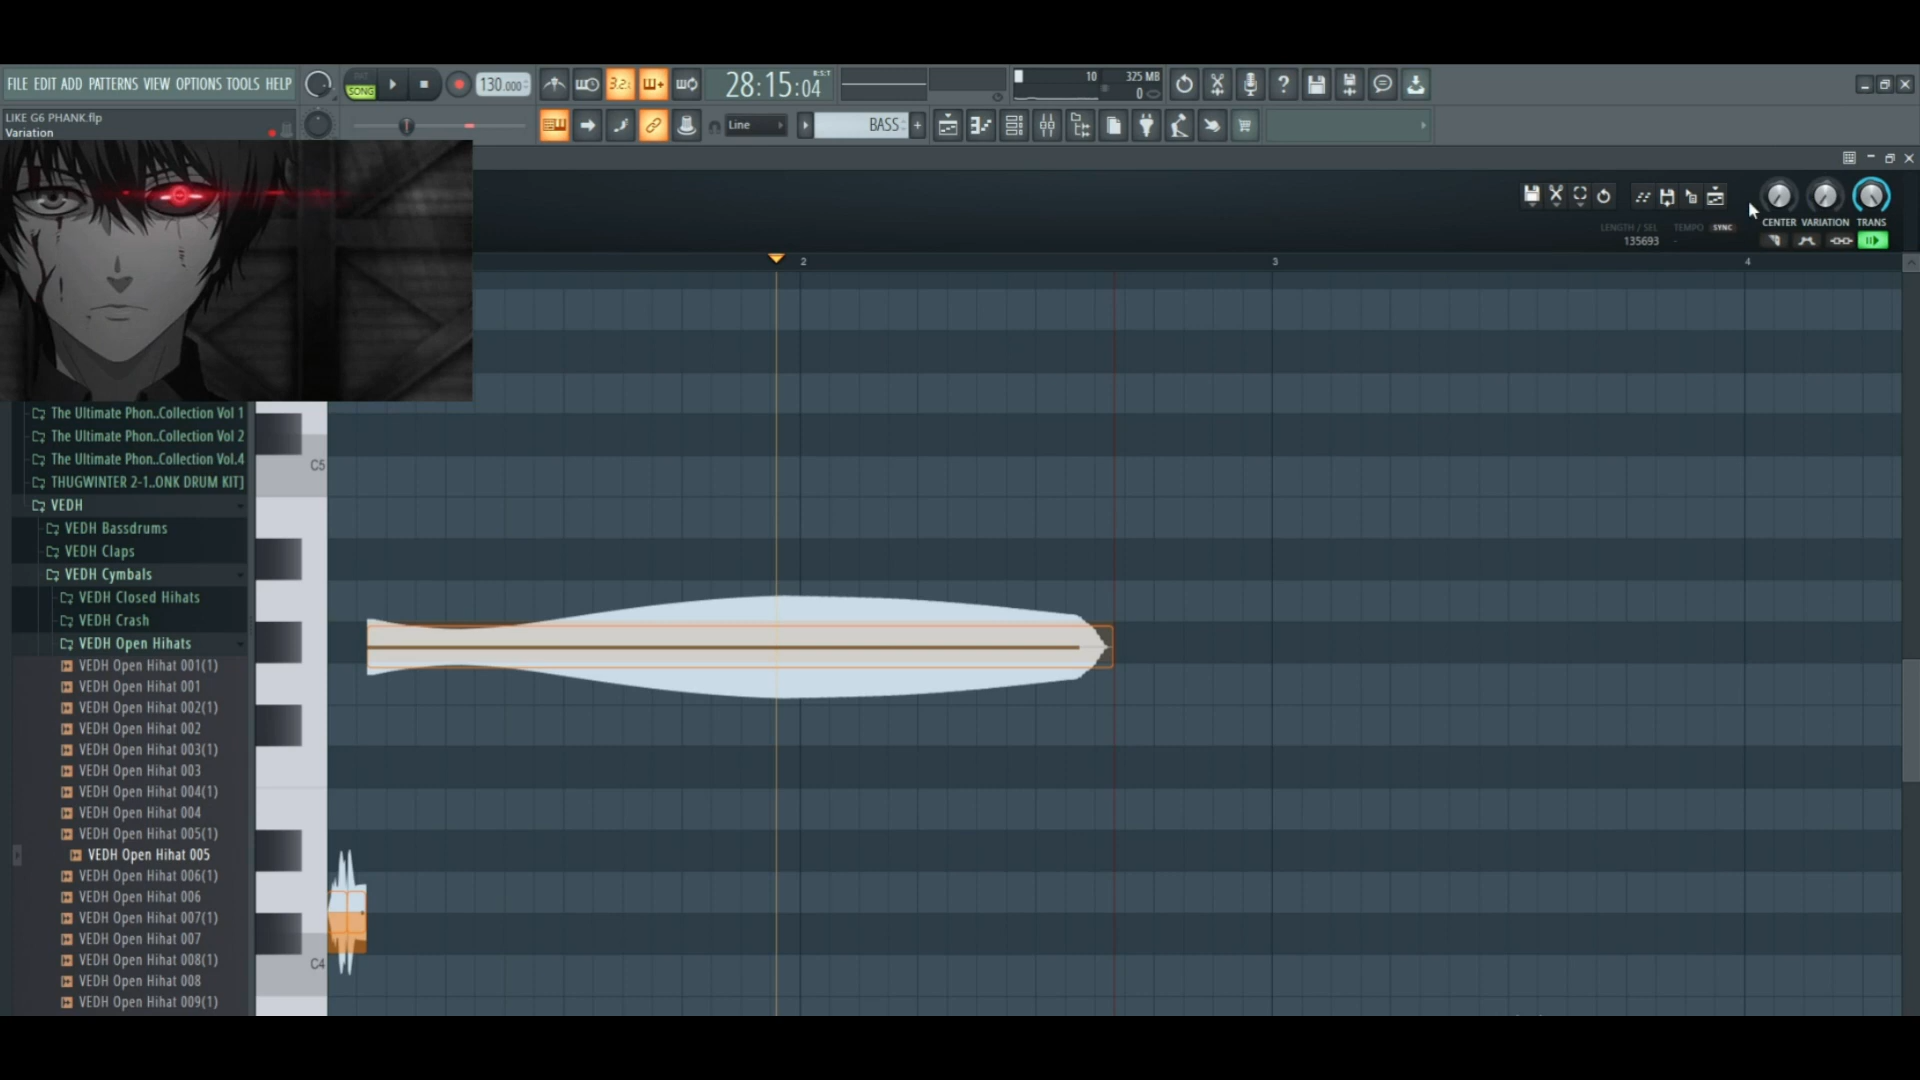 FILE EDIT ADD PATTERNS VIEW OPTIONS TOOLS HELP
PAT
SONG
130.000
3.2.
28:15:04
B:S:T
10
325 MB
0
LIKE G6 PHANK.flp
Variation
Line
BASS
+
CENTER VARIATION TRANS
LENGTH / SEL TEMPO SYNC
135693 -
2 3 4
The Ultimate Phon..Collection Vol 1
The Ultimate Phon..Collection Vol 2
The Ultimate Phon..Collection Vol.4
THUGWINTER 2-1..ONK DRUM KIT]
VEDH
VEDH Bassdrums
VEDH Claps
VEDH Cymbals
VEDH Closed Hihats
VEDH Crash
VEDH Open Hihats
VEDH Open Hihat 001(1)
VEDH Open Hihat 001
VEDH Open Hihat 002(1)
VEDH Open Hihat 002
VEDH Open Hihat 003(1)
VEDH Open Hihat 003
VEDH Open Hihat 004(1)
VEDH Open Hihat 004
VEDH Open Hihat 005(1)
VEDH Open Hihat 005
VEDH Open Hihat 006(1)
VEDH Open Hihat 006
VEDH Open Hihat 007(1)
VEDH Open Hihat 007
VEDH Open Hihat 008(1)
VEDH Open Hihat 008
VEDH Open Hihat 009(1)
C5
C4